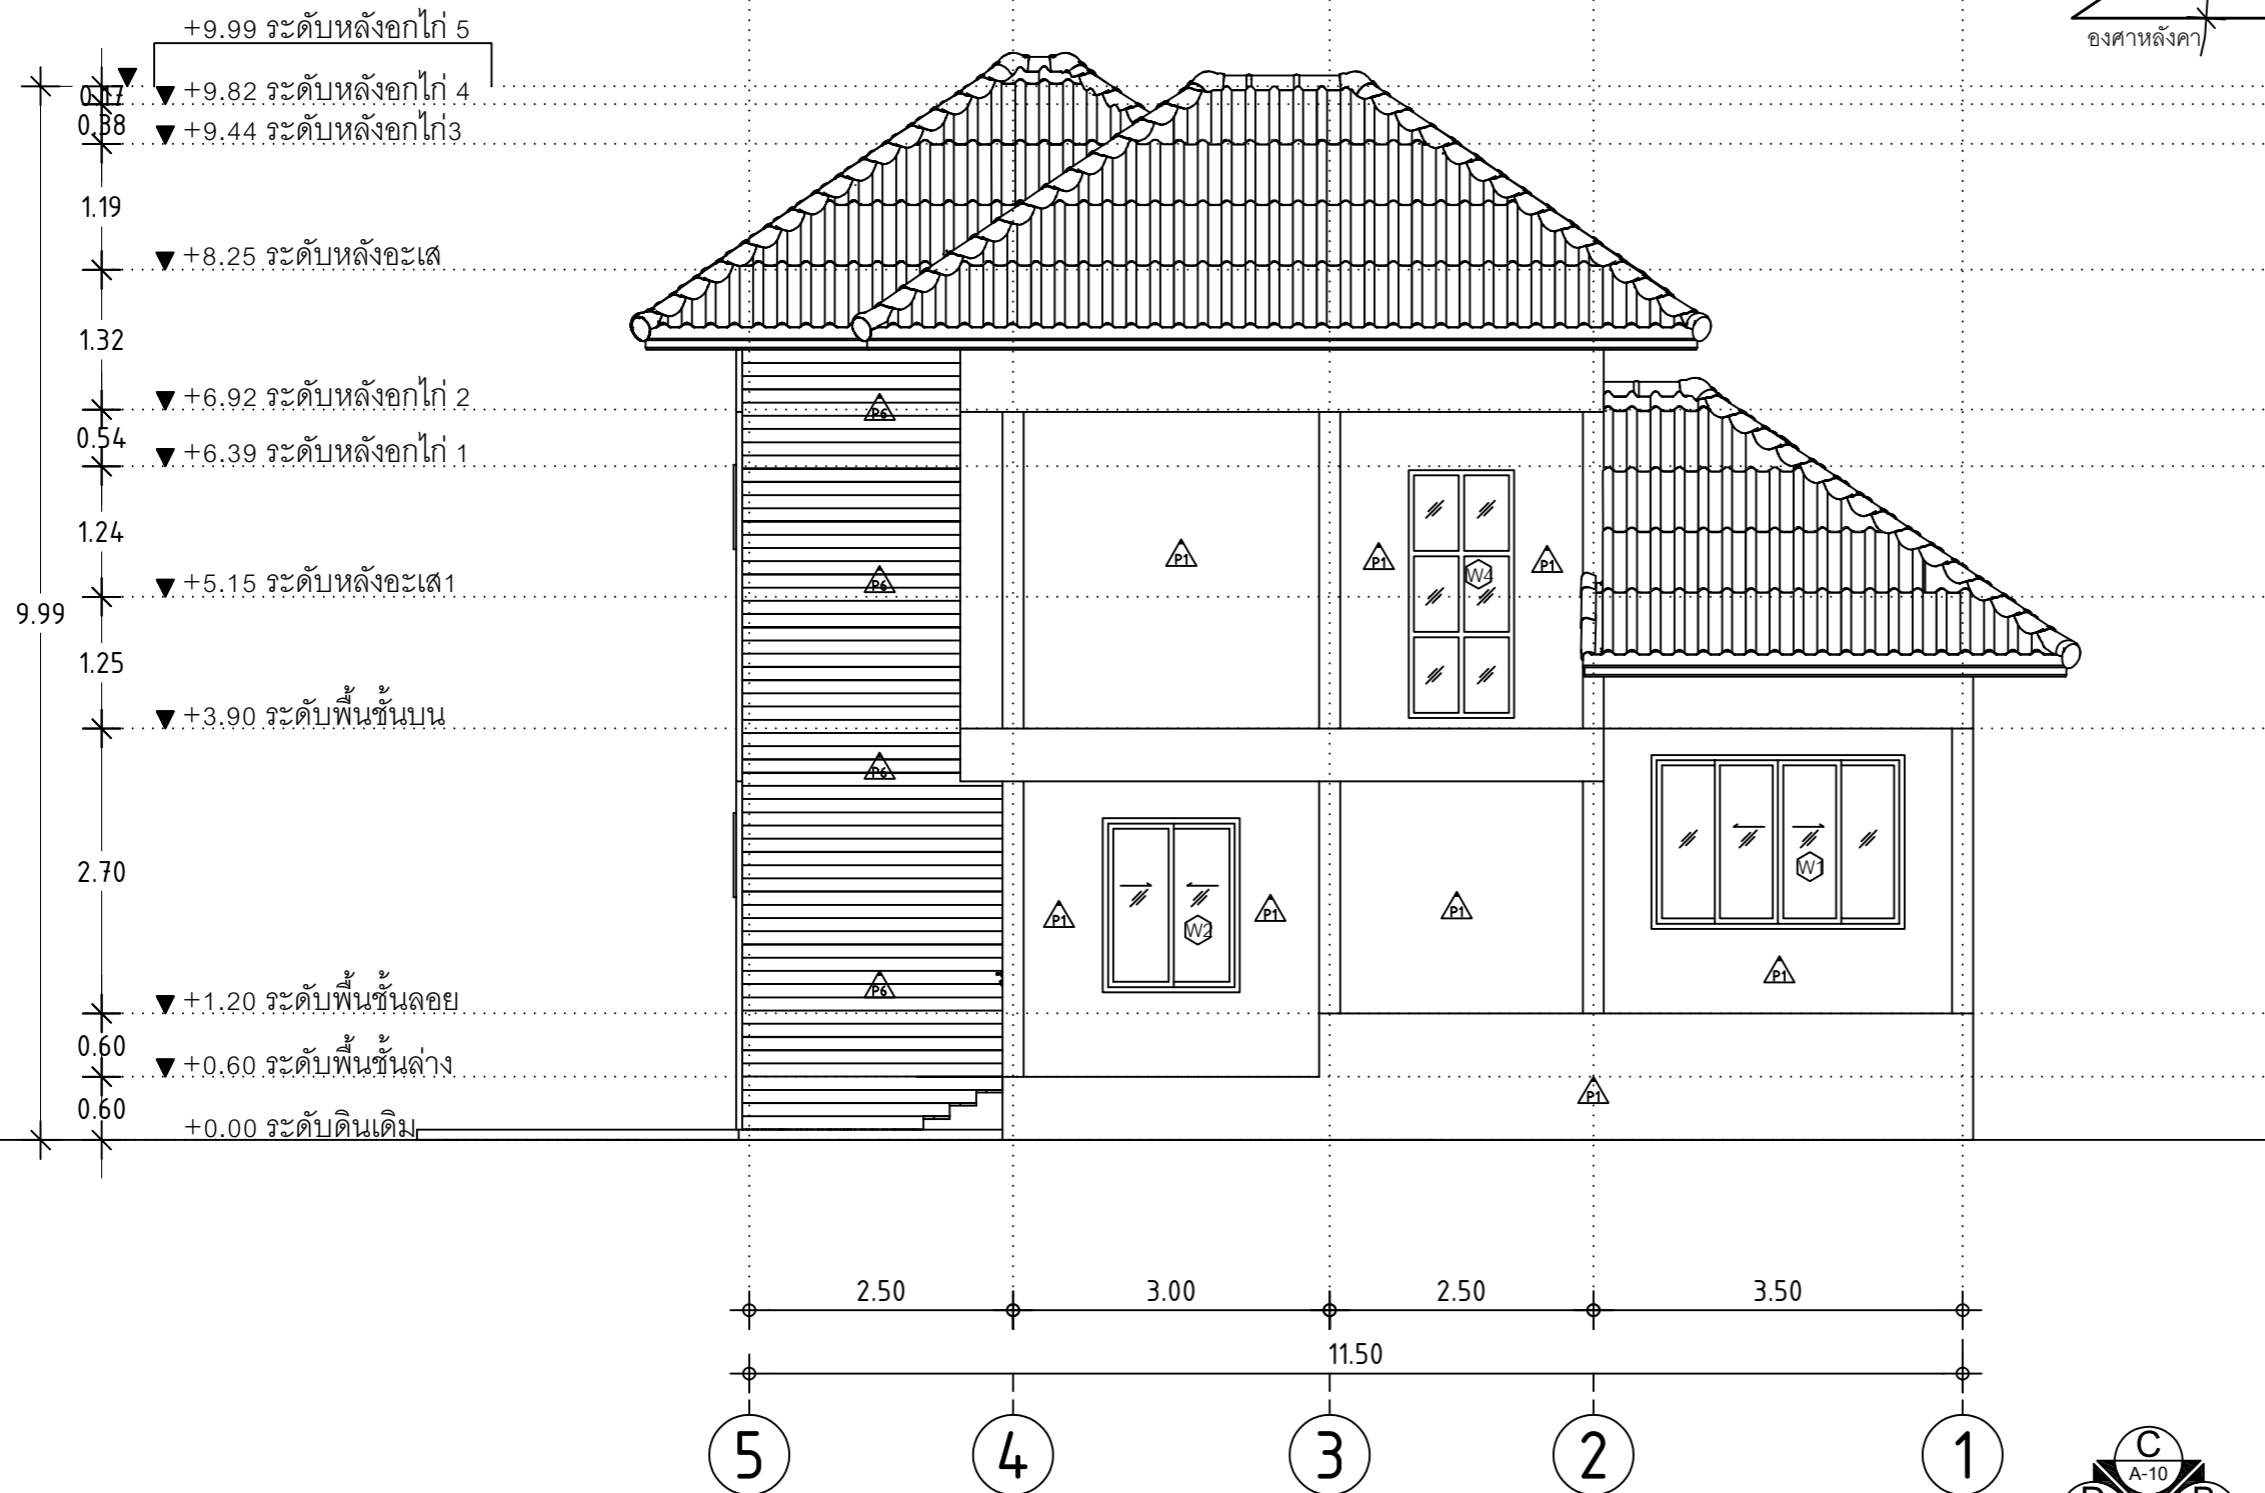 +9.99 ระดับหลังอกไก่ 5
องศาหลังคา
0.17
+9.82 ระดับหลังอกไก่ 4
0.38
+9.44 ระดับหลังอกไก่3
1.19
+8.25 ระดับหลังอะเส
1.32
+6.92 ระดับหลังอกไก่ 2
P6
0.54
+6.39 ระดับหลังอกไก่ 1
1.24
P1
P1
P1
+5.15 ระดับหลังอะเส1
P6
W4
9.99
1.25
+3.90 ระดับพื้นชั้นบน
P6
2.70
W1
P1
P1
P1
W2
P1
+1.20 ระดับพื้นชั้นลอย
P6
0.60
+0.60 ระดับพื้นชั้นล่าง
P1
0.60
+0.00 ระดับดินเดิม
2.50 3.00 2.50 3.50
11.50
5 4 3 2 1
C
A-10